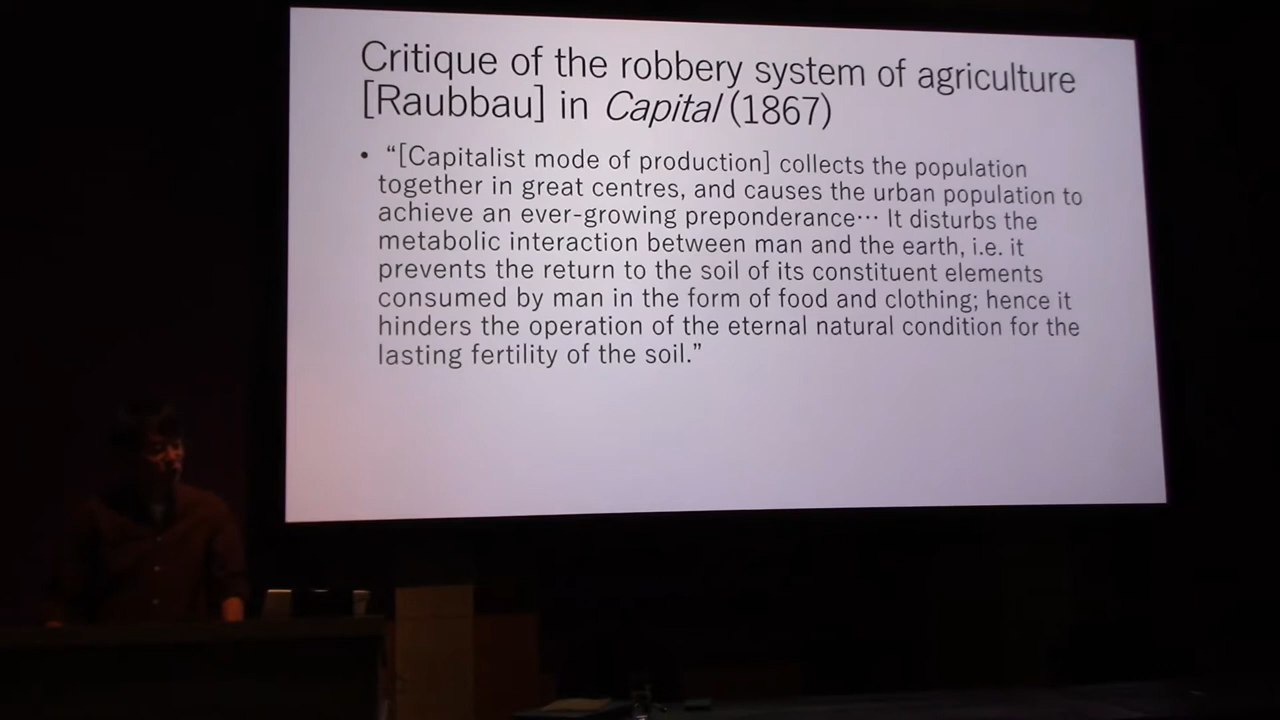 Critique of the robbery system of agriculture
[Raubbau] in Capital (1867)
• “[Capitalist mode of production] collects the population
together in great centres, and causes the urban population to
achieve an ever-growing preponderance⋯ It disturbs the
metabolic interaction between man and the earth, i.e. it
prevents the return to the soil of its constituent elements
consumed by man in the form of food and clothing; hence it
hinders the operation of the eternal natural condition for the
lasting fertility of the soil.”